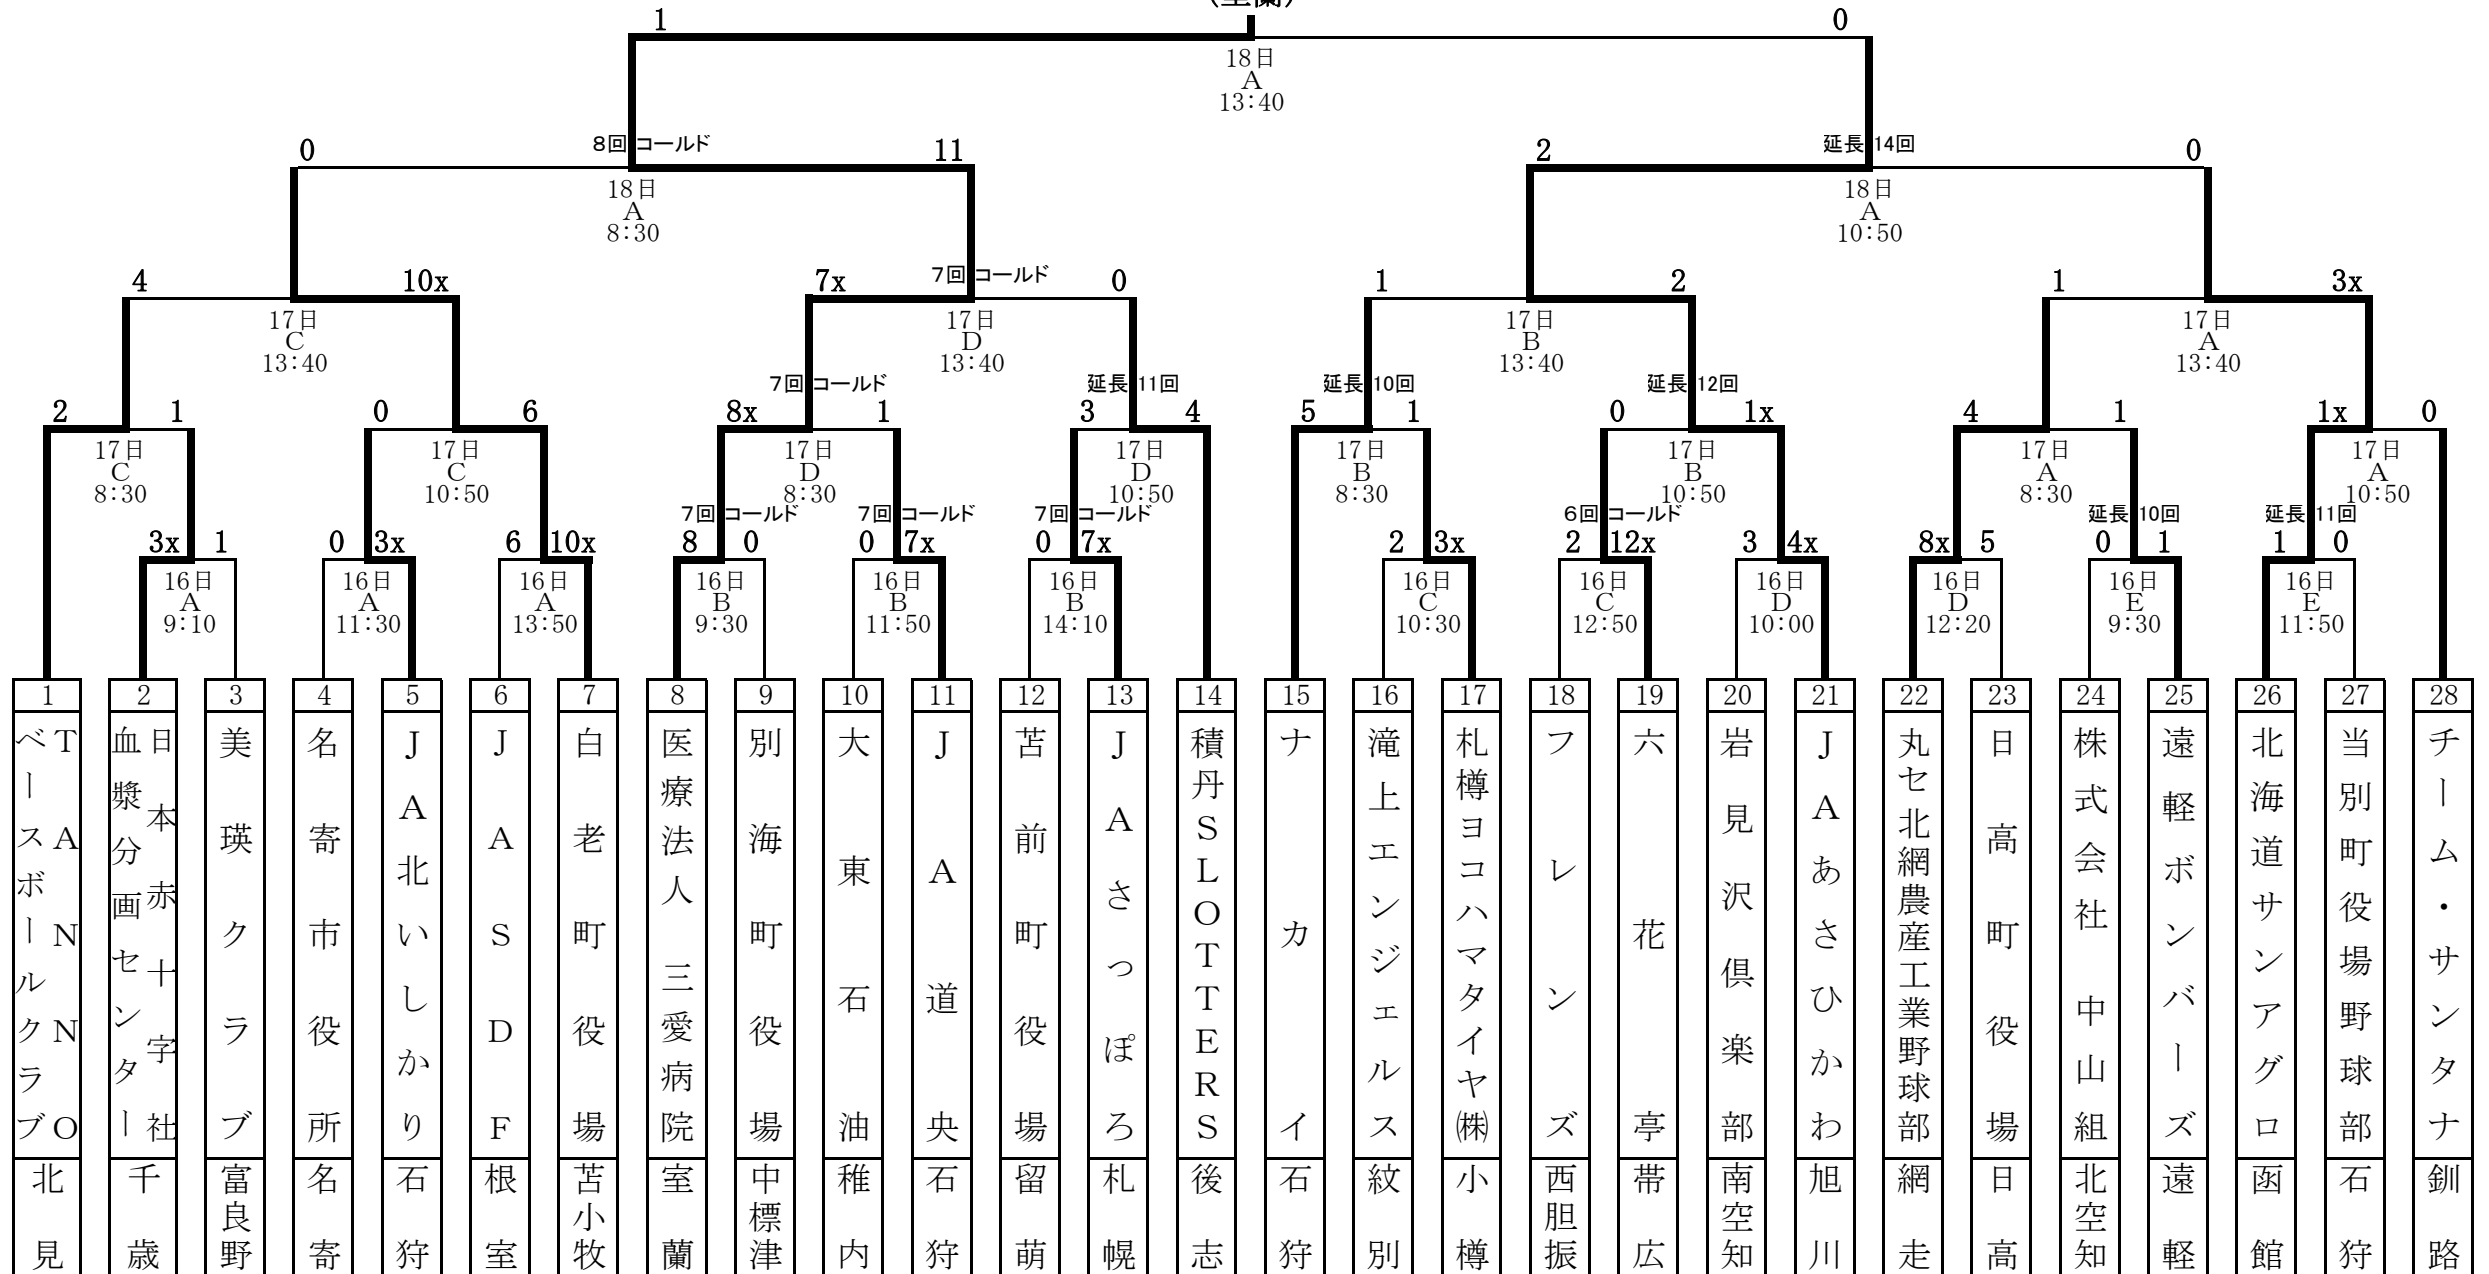 (室蘭)
1 0
18日
A
13:40
0 8回 コールド 11 2 延長 14回 0
18日 18日
A A
8:30 10:50
4 10x 7x 7回 コールド 0 1 2 1 3x
17日 17日 17日 17日
C D B A
13:40 13:40 13:40 13:40
7回 コールド 延長 11回 延長 10回 延長 12回
2 1 0 6 8x 1 3 4 5 1 0 1x 4 1 1x 0
17日 17日 17日 17日 17日 17日 17日 17日
C C D D B B A A
8:30 10:50 8:30 10:50 8:30 10:50 8:30 10:50
7回 コールド 7回 コールド 7回 コールド 6回 コールド 延長 10回 延長 11回
3x 1 0 3x 6 10x 8 0 0 7x 0 7x 2 3x 2 12x 3 4x 8x 5 0 1 1 0
16日 16日 16日 16日 16日 16日 16日 16日 16日 16日 16日 16日
A A A B B B C C D D E E
9:10 11:30 13:50 9:30 11:50 14:10 10:30 12:50 10:00 12:20 9:30 11:50
1 2 3 4 5 6 7 8 9 10 11 12 13 14 15 16 17 18 19 20 21 22 23 24 25 26 27 28
TANNO
ベースボールクラブ
日本赤十字社
血漿分画センター
美瑛クラブ
名寄市役所
JA北いしかり
JASDF
白老町役場
医療法人 三愛病院
別海町役場
大東石油
JA道央
苫前町役場
JAさっぽろ
積丹SLOTTERS
ナカイ
滝上エンジェルス
札樽ヨコハマタイヤ㈱
フレンズ
六花亭
岩見沢倶楽部
JAあさひかわ
丸セ北網農産工業野球部
日高町役場
株式会社 中山組
遠軽ボンバーズ
北海道サンアグロ
当別町役場野球部
チーム・サンタナ
北見
千歳
富良野
名寄
石狩
根室
苫小牧
室蘭
中標津
稚内
石狩
留萌
札幌
後志
石狩
紋別
小樽
西胆振
帯広
南空知
旭川
網走
日高
北空知
遠軽
函館
石狩
釧路